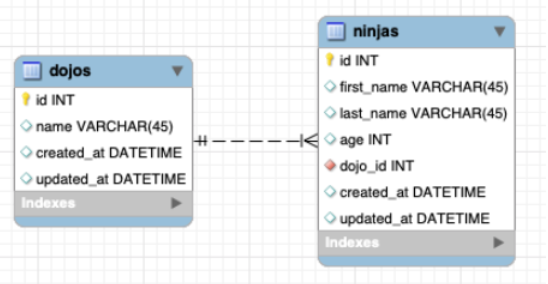 dojos
id INT
name VARCHAR(45)
created_at DATETIME
updated_at DATETIME
Indexes
ninjas
id INT
first_name VARCHAR(45)
last_name VARCHAR(45)
age INT
dojo_id INT
created_at DATETIME
updated_at DATETIME
Indexes